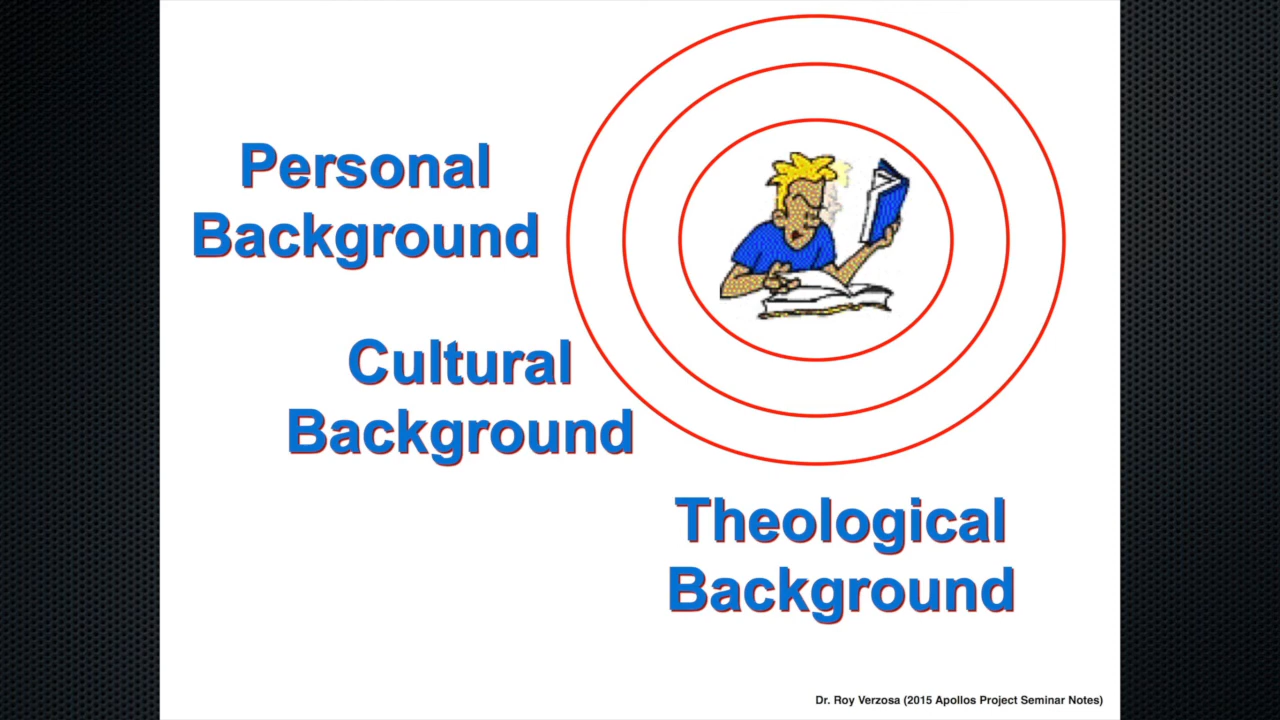 Personal
Background
Cultural
Background
Theological
Background
Dr. Roy Verzosa (2015 Apollos Project Seminar Notes)